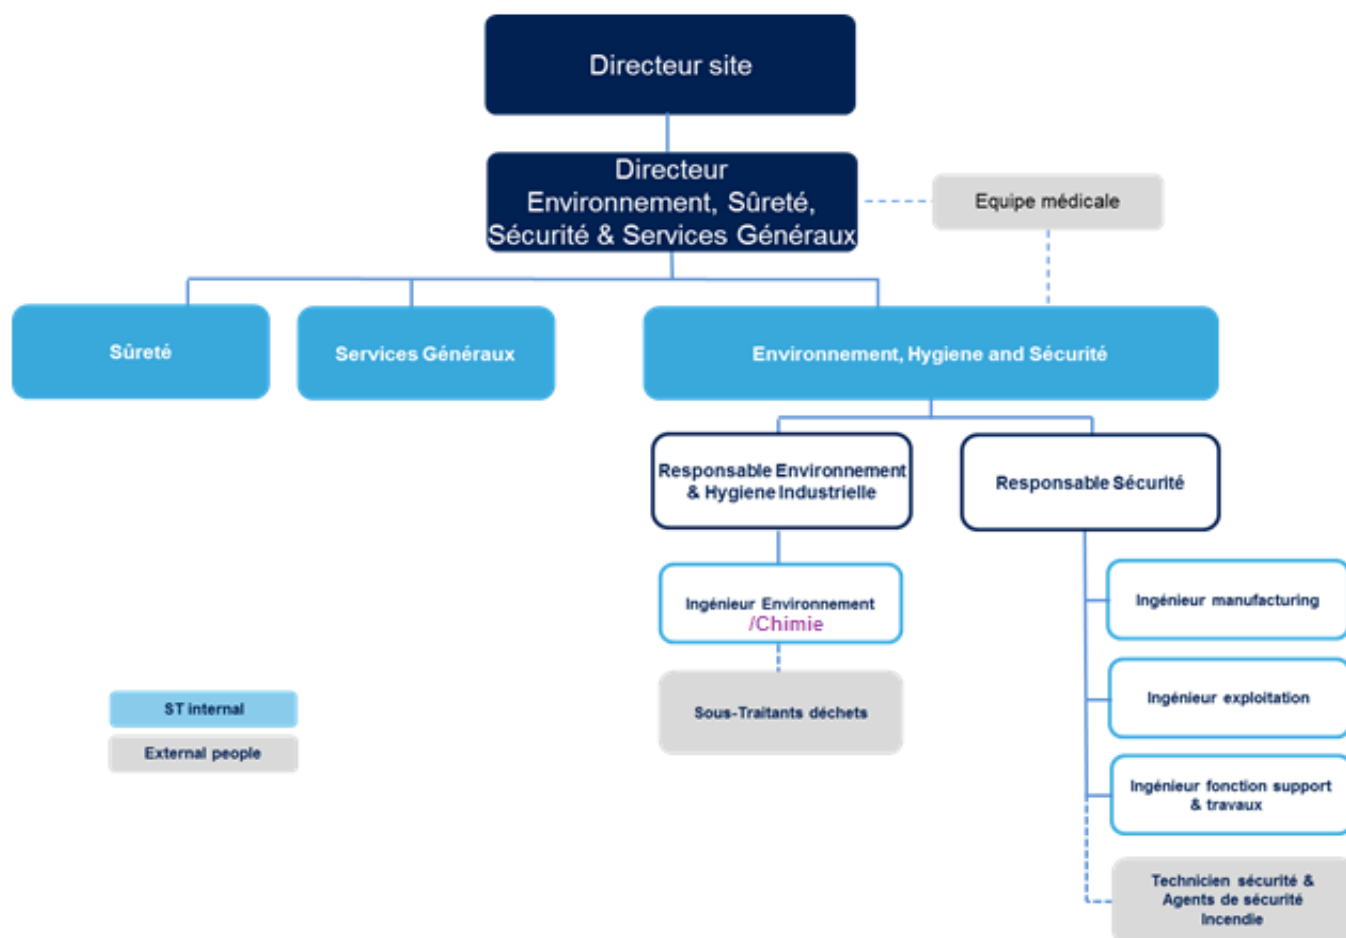 Directeur site
Directeur
Environnement, Sûreté,
Sécurité & Services Généraux
Equipe médicale
Sûreté
Services Généraux
Environnement, Hygiene and Sécurité
Responsable Environnement
& Hygiene Industrielle
Responsable Sécurité
Ingénieur Environnement
/Chimie
Ingénieur manufacturing
Sous-Traitants déchets
Ingénieur exploitation
ST internal
External people
Ingénieur fonction support
& travaux
Technicien sécurité &
Agents de sécurité
Incendie